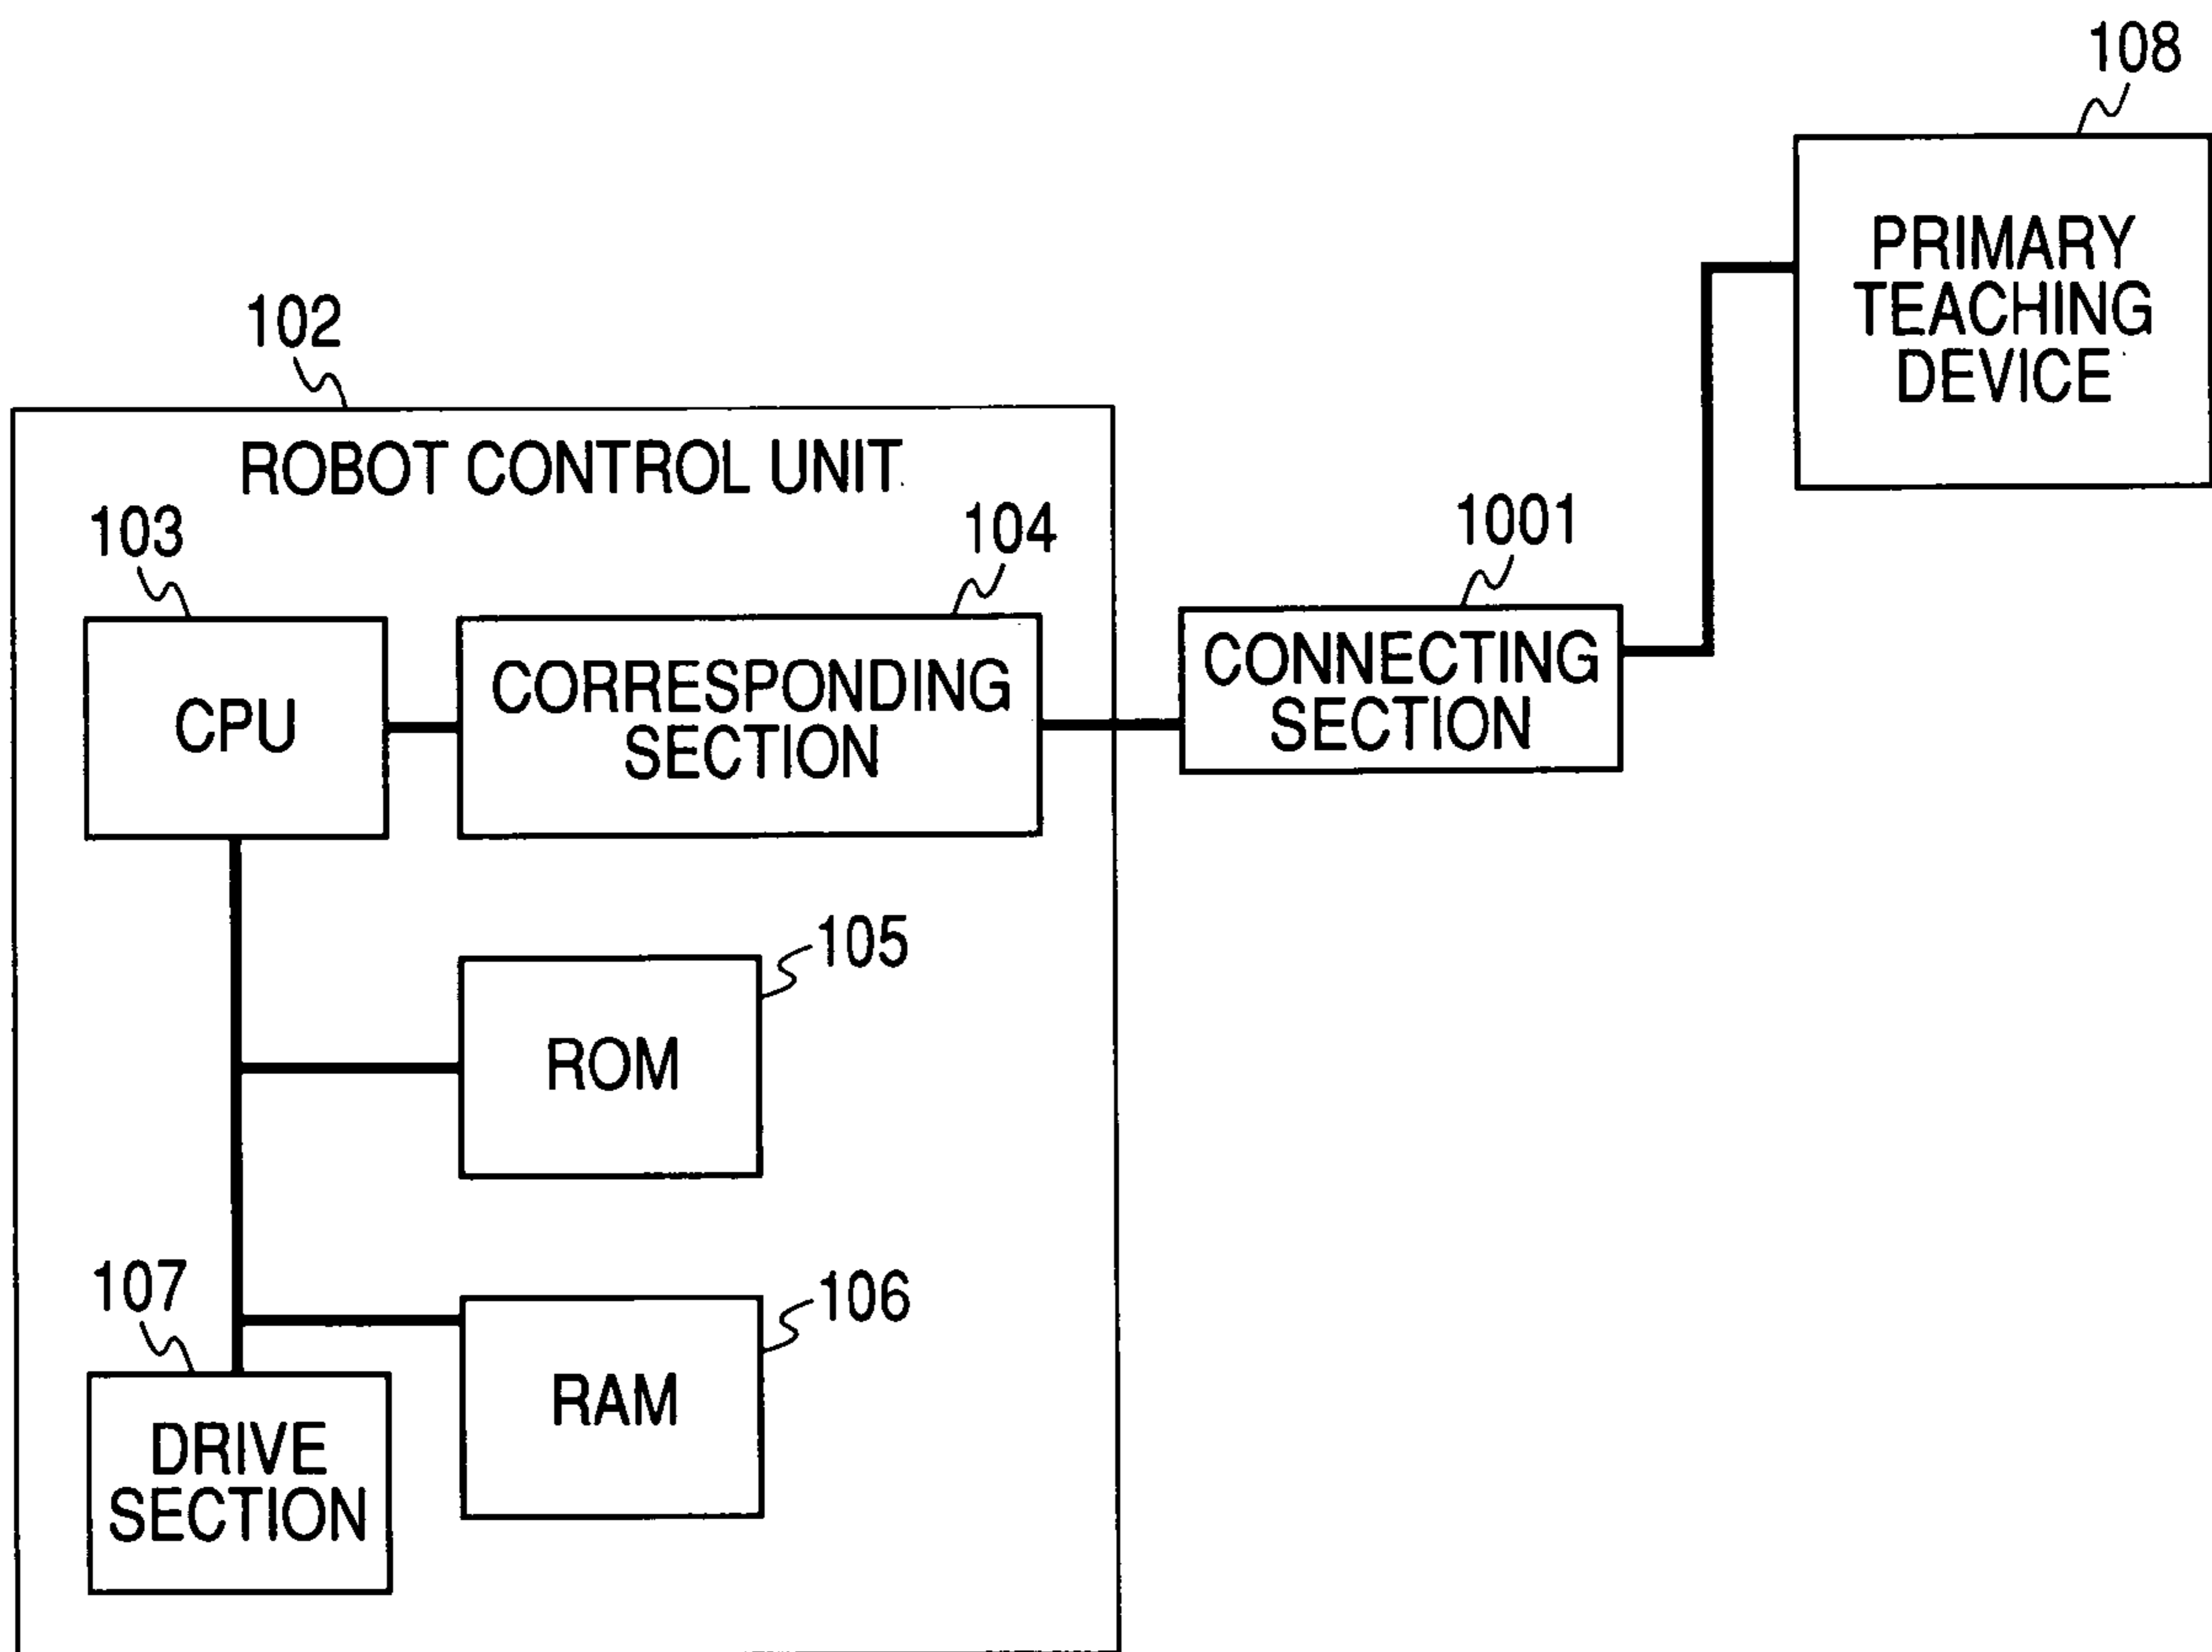 108
PRIMARY
TEACHING
DEVICE
102
ROBOT CONTROL UNIT
103
104
1001
CPU
CORRESPONDING
SECTION
CONNECTING
SECTION
105
ROM
107
106
RAM
DRIVE
SECTION